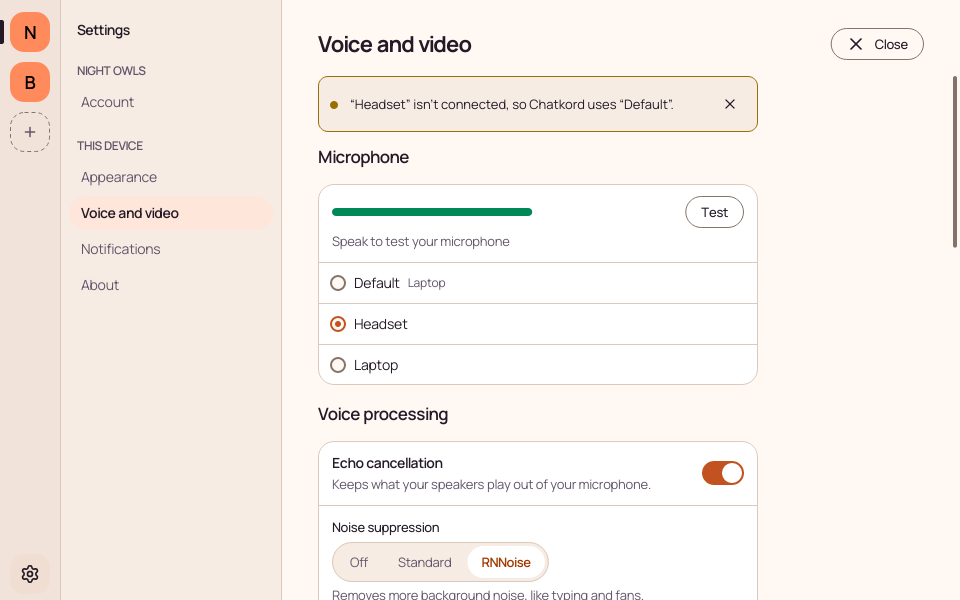 N
B
Settings
NIGHT OWLS
Account
THIS DEVICE
Appearance
Voice and video
Notifications
About
Voice and video
Close
“Headset” isn’t connected, so Chatkord uses “Default”.
Microphone
Test
Speak to test your microphone
Default Laptop
Headset
Laptop
Voice processing
Echo cancellation
Keeps what your speakers play out of your microphone.
Noise suppression
Off Standard RNNoise
Removes more background noise, like typing and fans.